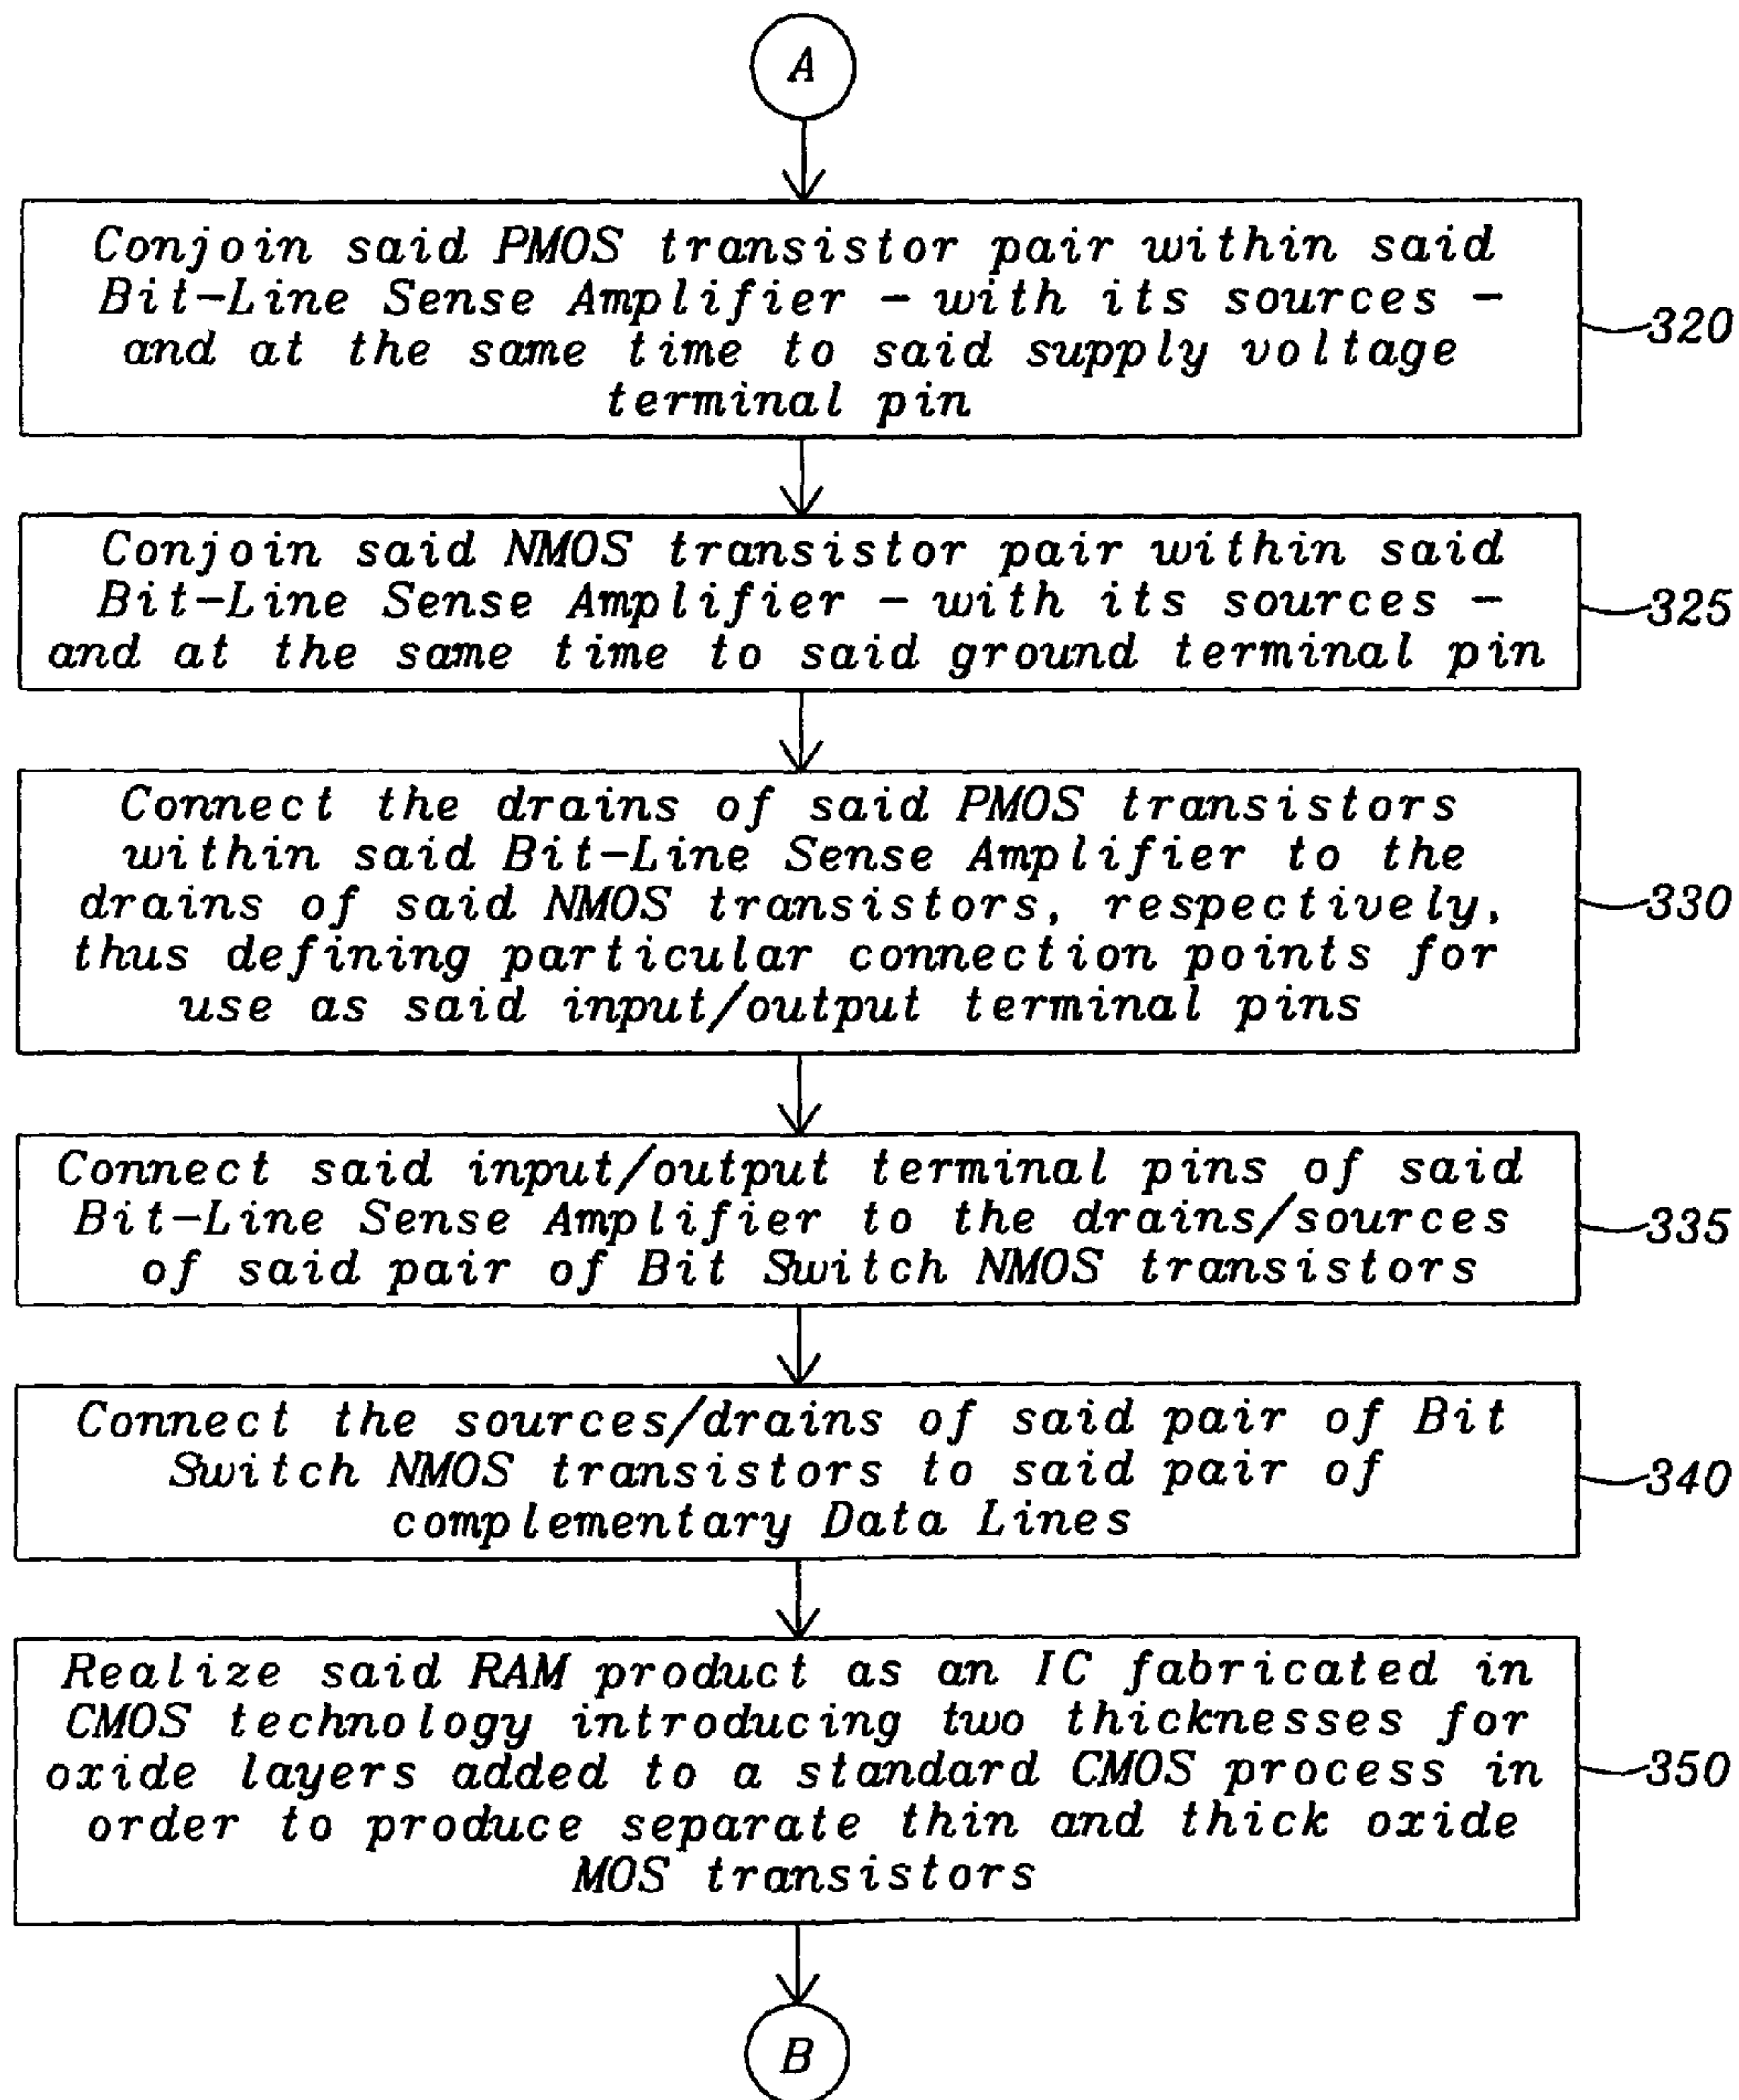 A
Conjoin said PMOS transistor pair within said
Bit-Line Sense Amplifier - with its sources -
and at the same time to said supply voltage
terminal pin
320
Conjoin said NMOS transistor pair within said
Bit-Line Sense Amplifier - with its sources -
and at the same time to said ground terminal pin
325
Connect the drains of said PMOS transistors
within said Bit-Line Sense Amplifier to the
drains of said NMOS transistors, respectively,
thus defining particular connection points for
use as said input/output terminal pins
330
Connect said input/output terminal pins of said
Bit-Line Sense Amplifier to the drains/sources
of said pair of Bit Switch NMOS transistors
335
Connect the sources/drains of said pair of Bit
Switch NMOS transistors to said pair of
complementary Data Lines
340
Realize said RAM product as an IC fabricated in
CMOS technology introducing two thicknesses for
oxide layers added to a standard CMOS process in
order to produce separate thin and thick oxide
MOS transistors
350
B